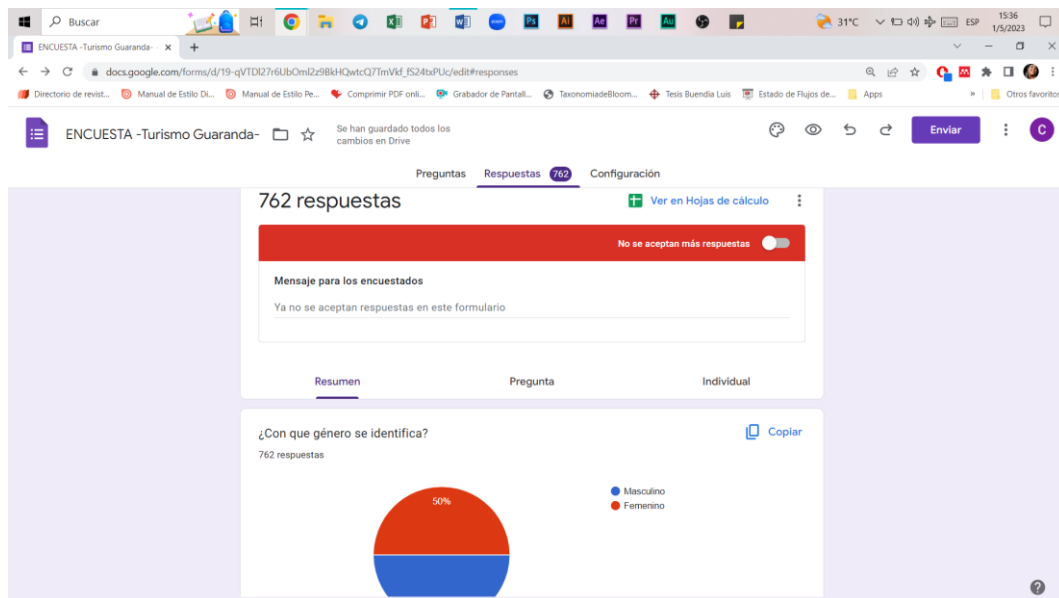 Buscar
31°C
ESP
15:36
1/5/2023
ENCUESTA -Turismo Guaranda-
docs.google.com/forms/d/19-qVTDl27r6UbOml2z9BkHQwtcQ7TmVkf_fS24txPUc/edit#responses
Directorio de revist... Manual de Estilo Di... Manual de Estilo Pe... Comprimir PDF onli... Grabador de Pantall... TaxonomiadeBloom... Tesis Buendia Luis Estado de Flujos de... Apps » Otros favoritos
ENCUESTA -Turismo Guaranda-
Se han guardado todos los
cambios en Drive
Enviar
C
Preguntas Respuestas 762 Configuración
762 respuestas
Ver en Hojas de cálculo
No se aceptan más respuestas
Mensaje para los encuestados
Ya no se aceptan respuestas en este formulario
Resumen Pregunta Individual
¿Con que género se identifica?
Copiar
762 respuestas
50%
Masculino
Femenino